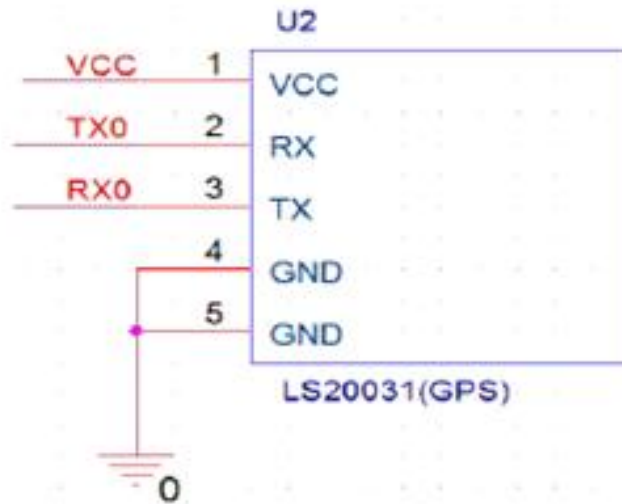 U2
VCC 1 VCC
TX0 2 RX
RX0 3 TX
4 GND
5 GND
LS20031(GPS)
0